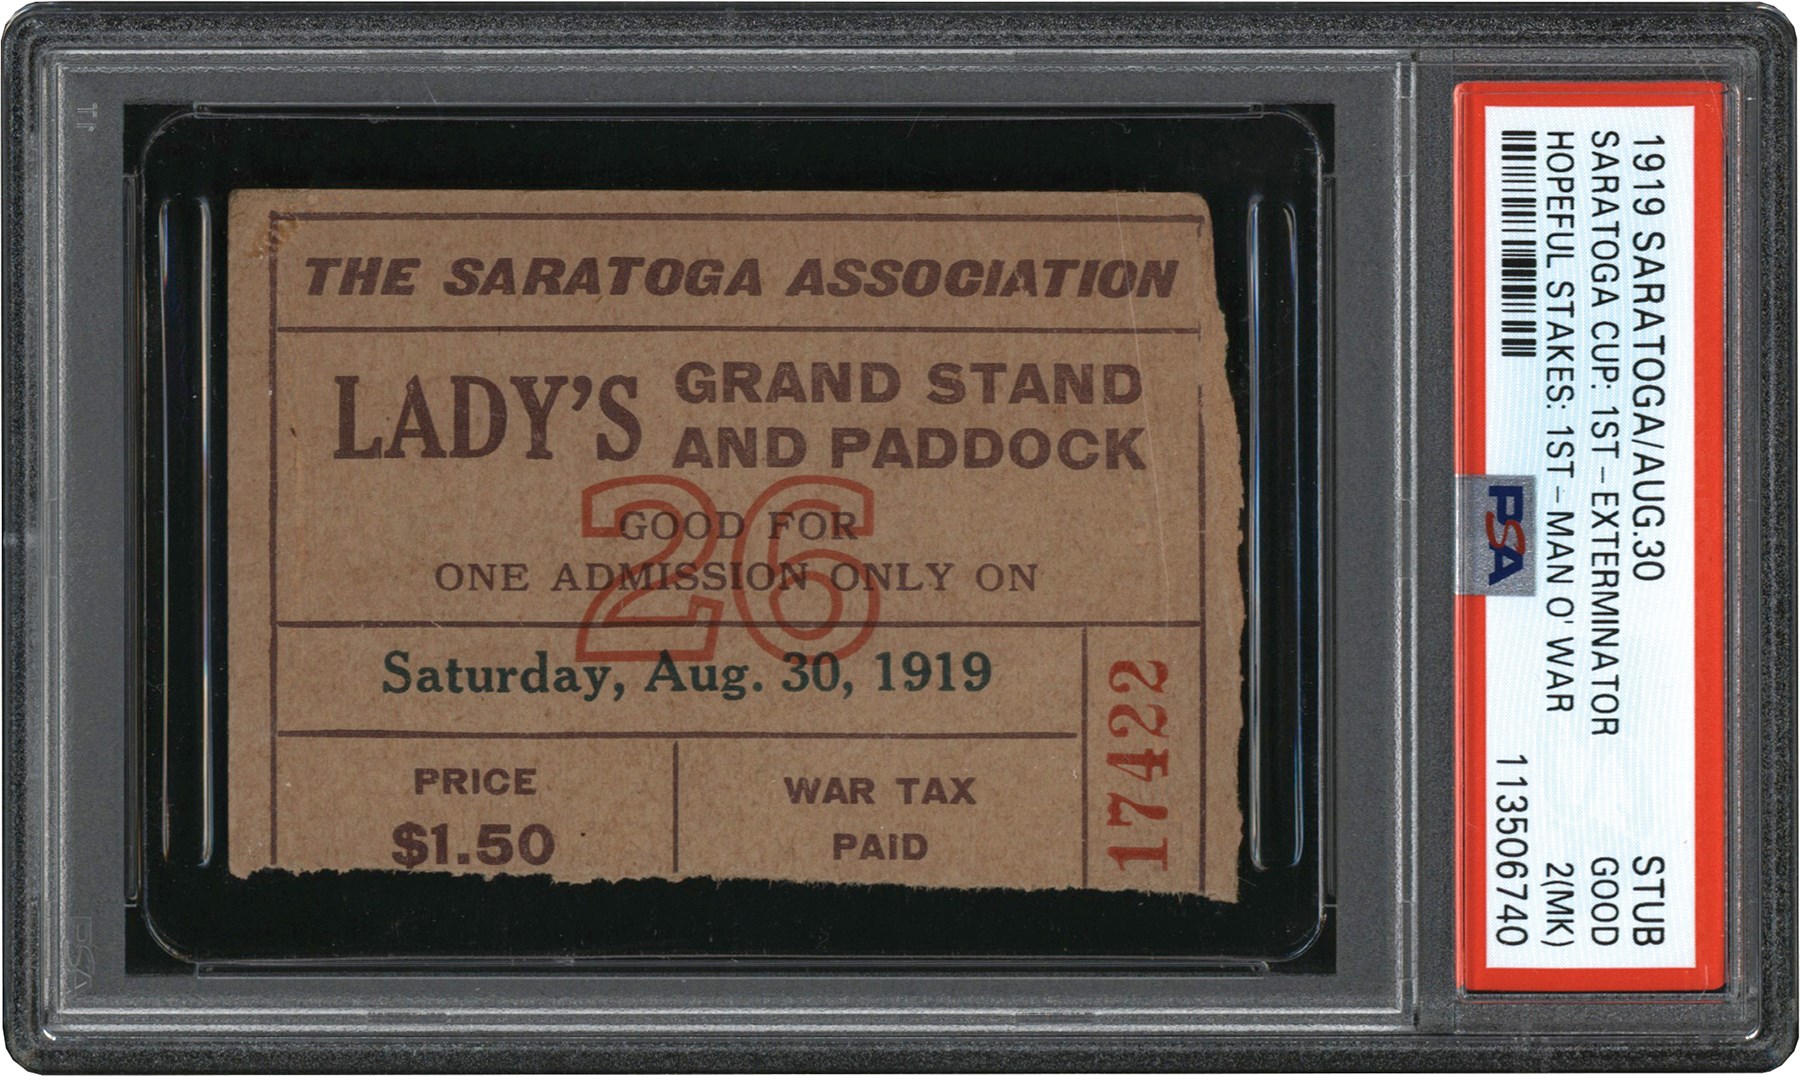 THE SARATOGA ASSOCIATION
LADY'S GRAND STAND
AND PADDOCK
26
GOOD FOR
ONE ADMISSION ONLY ON
Saturday, Aug. 30, 1919
PRICE
$1.50
WAR TAX
PAID
17422
1919 SARATOGA/AUG.30 STUB
SARATOGA CUP: 1ST-EXTERMINATOR GOOD
HOPEFUL STAKES: 1ST-MAN O' WAR 2(MK)
113506740
PSA
PSA